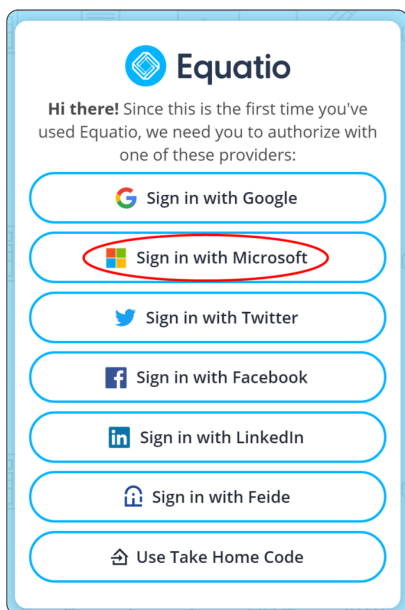 Equatio
Hi there! Since this is the first time you've
used Equatio, we need you to authorize with
one of these providers:
Sign in with Google
Sign in with Microsoft
Sign in with Twitter
Sign in with Facebook
Sign in with LinkedIn
Sign in with Feide
Use Take Home Code